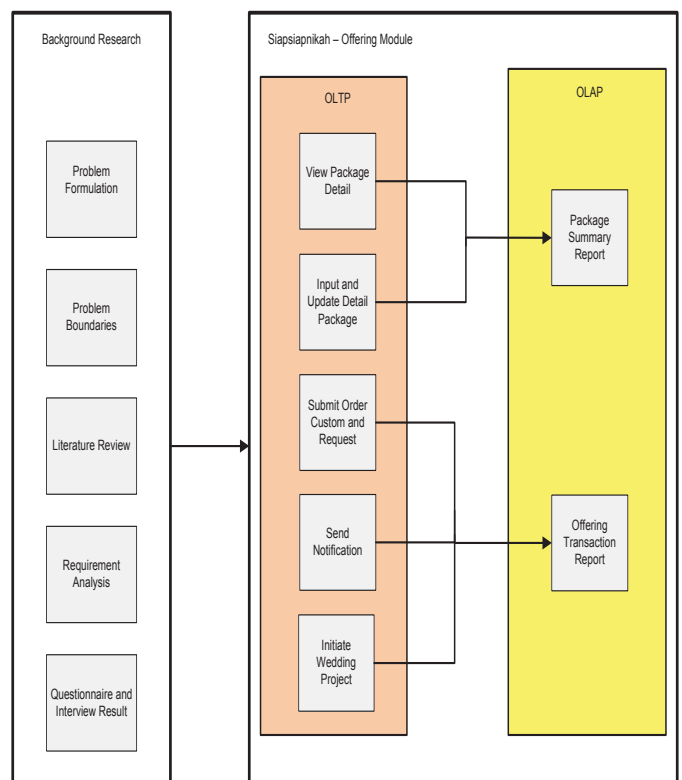 Background Research
Problem
Formulation
Problem
Boundaries
Literature Review
Requirement
Analysis
Questionnaire and
Interview Result
Siapsiapnikah – Offering Module
OLTP
View Package
Detail
Input and
Update Detail
Package
Submit Order
Custom and
Request
Send
Notification
Initiate
Wedding
Project
OLAP
Package
Summary
Report
Offering
Transaction
Report